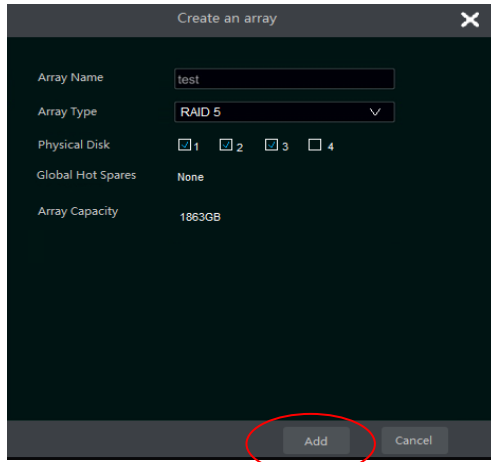 Create an array
Array Name test
Array Type RAID 5
Physical Disk 1 2 3 4
Global Hot Spares None
Array Capacity 1863GB
Add Cancel